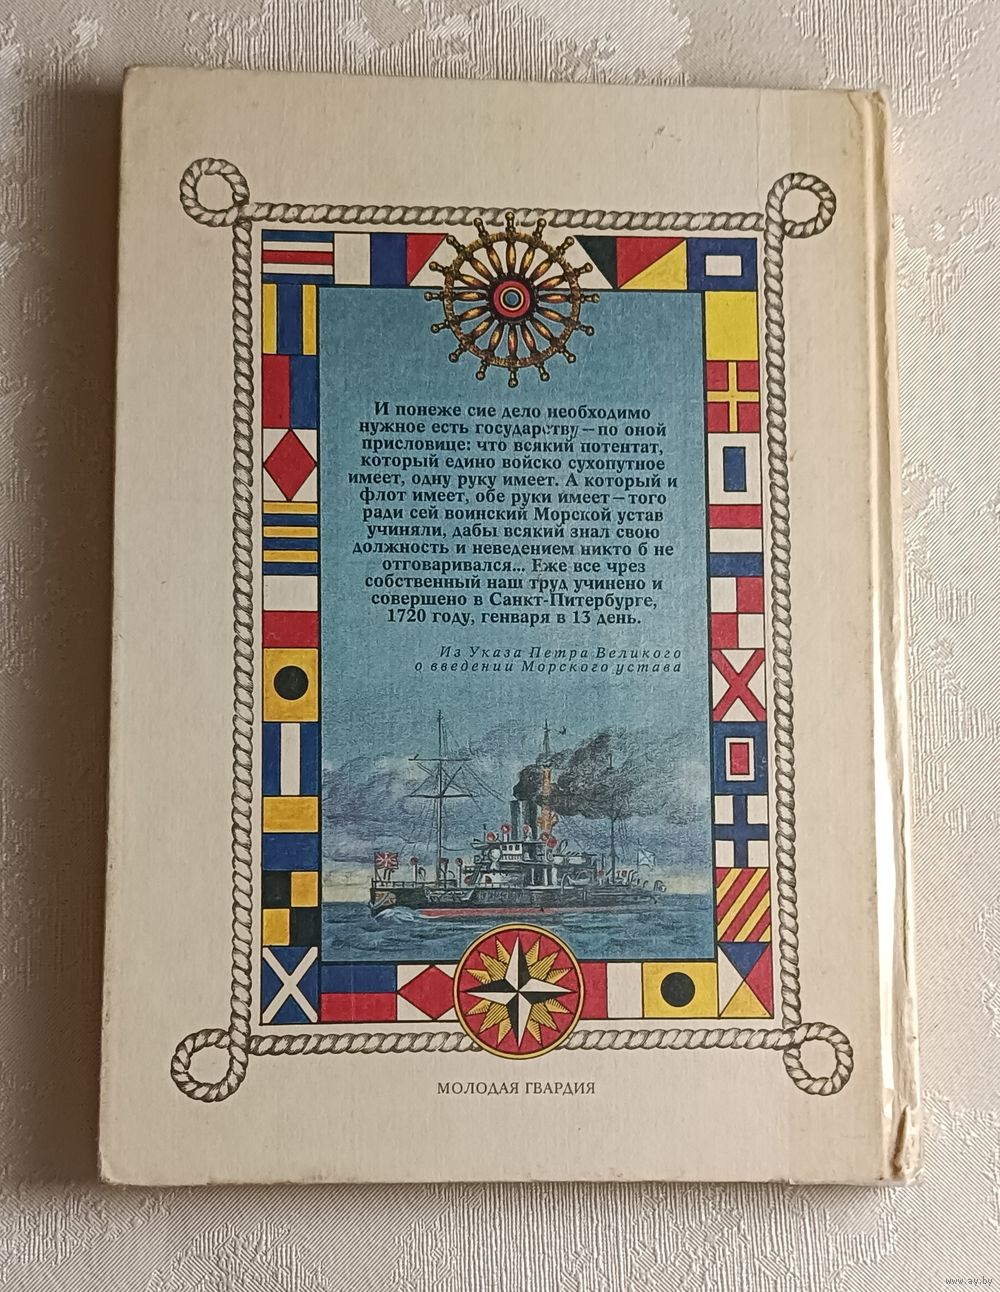 И понеже сие дело необходимо
нужное есть государству — по оной
присловице: что всякий потентат,
который едино войско сухопутное
имеет, одну руку имеет. А который и
флот имеет, обе руки имеет — того
ради сей воинский Морской устав
учиняли, дабы всякий знал свою
должность и неведением никто б не
отговаривался... Еже все чрез
собственный наш труд учинено и
совершено в Санкт-Питербурге,
1720 году, генваря в 13 день.
Из Указа Петра Великого
о введении Морского устава
МОЛОДАЯ ГВАРДИЯ
www.ay.by